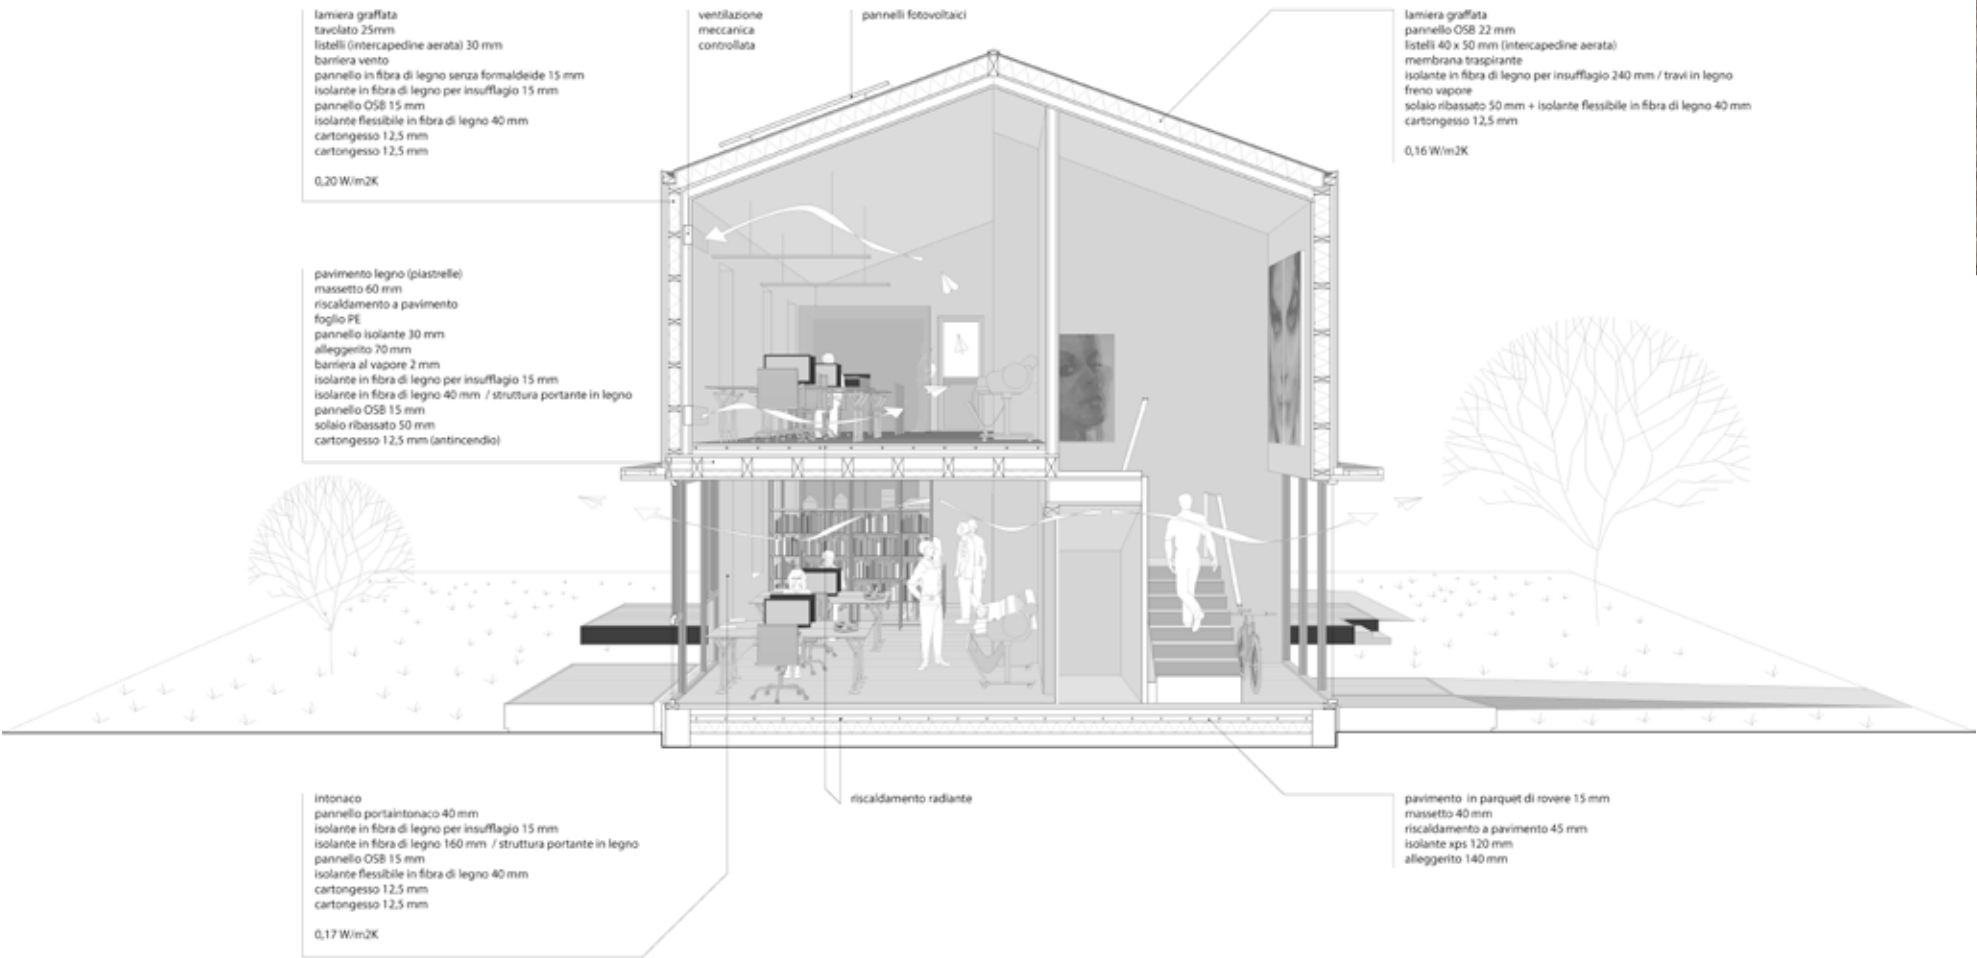 lamiera graffata
tavolato 25mm
listelli (intercapedine aerata) 30 mm
barriera vento
pannello in fibra di legno senza formaldeide 15 mm
isolante in fibra di legno per insufflagio 15 mm
pannello OSB 15 mm
isolante flessibile in fibra di legno 40 mm
cartongesso 12,5 mm
cartongesso 12,5 mm
0,20 W/m2K
ventilazione
meccanica
controllata
pannelli fotovoltaici
lamiera graffata
pannello OSB 22 mm
listelli 40 x 50 mm (intercapedine aerata)
membrana traspirante
isolante in fibra di legno per insufflagio 240 mm / travi in legno
freno vapore
solaio ribassato 50 mm + isolante flessibile in fibra di legno 40 mm
cartongesso 12,5 mm
0,16 W/m2K
pavimento legno (piastrelle)
massetto 60 mm
riscaldamento a pavimento
foglio PE
pannello isolante 30 mm
alleggerito 70 mm
barriera al vapore 2 mm
isolante in fibra di legno per insufflagio 15 mm
isolante in fibra di legno 40 mm / struttura portante in legno
pannello OSB 15 mm
solaio ribassato 50 mm
cartongesso 12,5 mm (antincendio)
intonaco
pannello portaintonaco 40 mm
isolante in fibra di legno per insufflagio 15 mm
isolante in fibra di legno 160 mm / struttura portante in legno
pannello OSB 15 mm
isolante flessibile in fibra di legno 40 mm
cartongesso 12,5 mm
cartongesso 12,5 mm
0,17 W/m2K
riscaldamento radiante
pavimento in parquet di rovere 15 mm
massetto 40 mm
riscaldamento a pavimento 45 mm
isolante xps 120 mm
alleggerito 140 mm